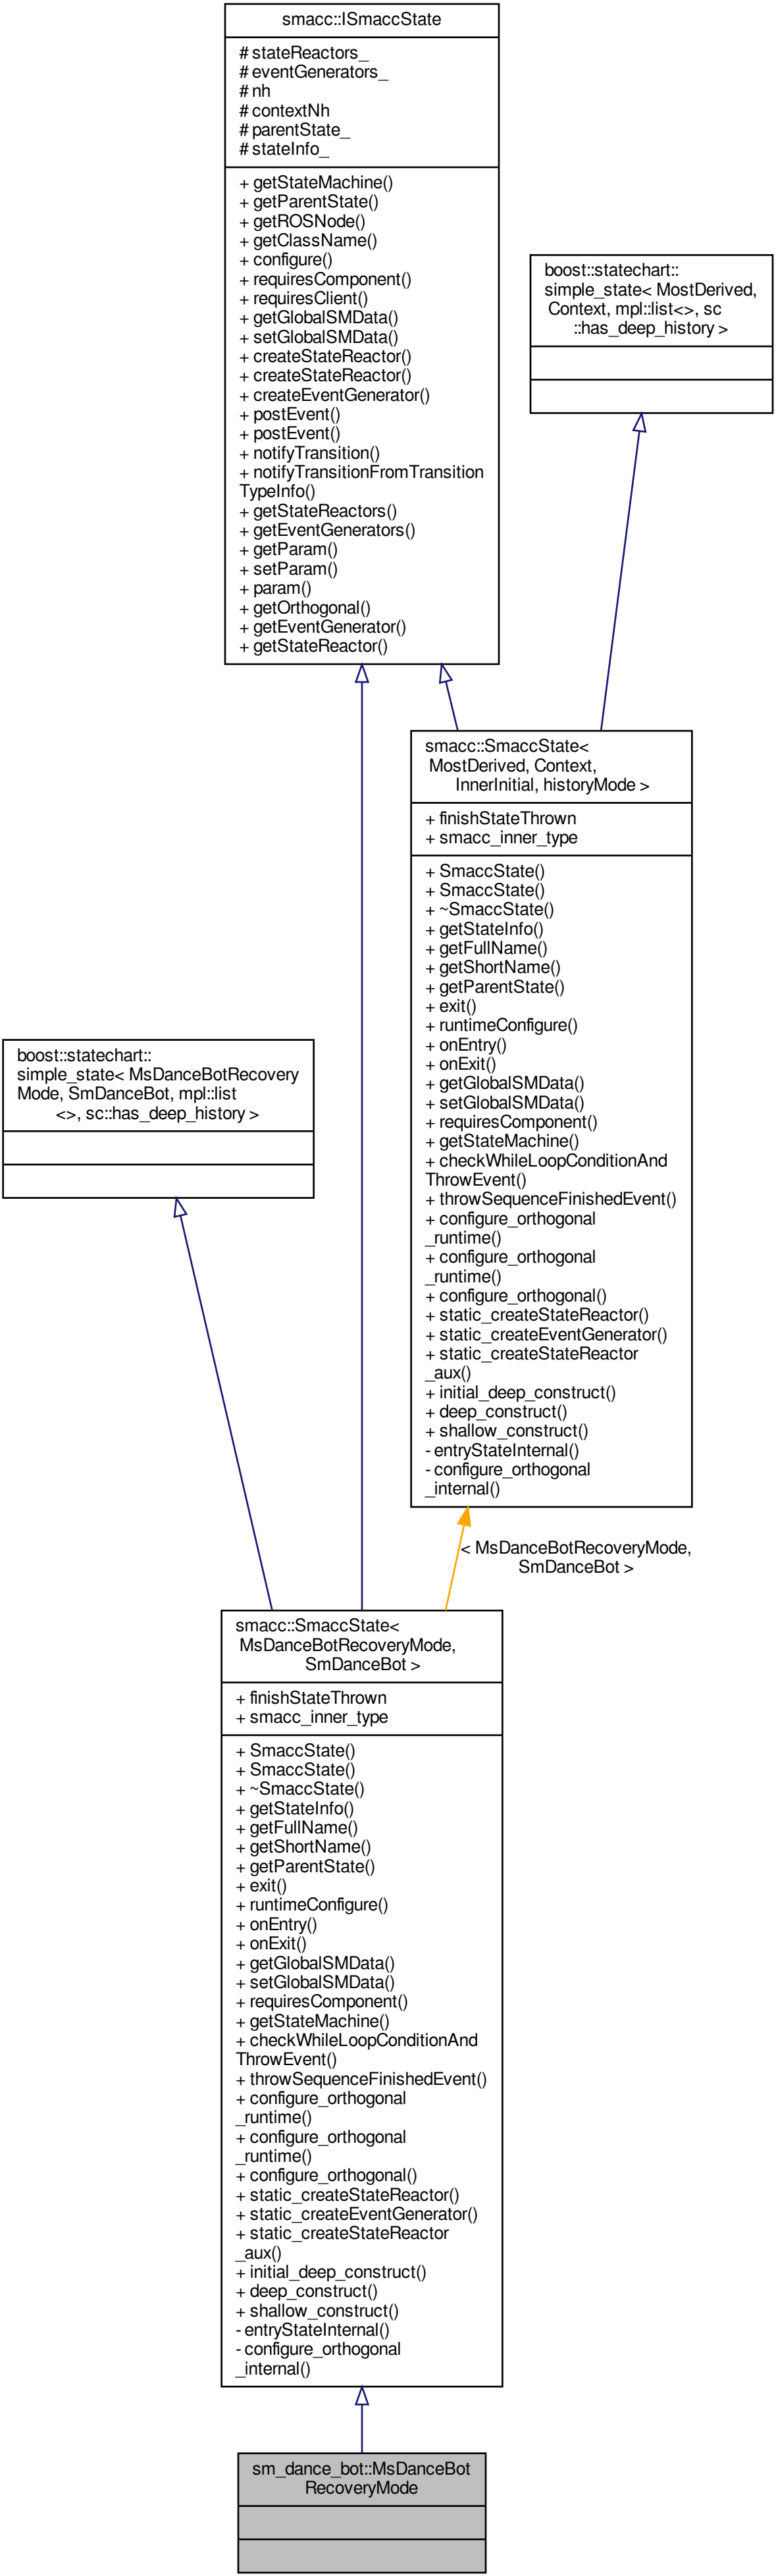 smacc::ISmaccState
# stateReactors_
# eventGenerators_
# nh
# contextNh
# parentState_
# stateInfo_
+ getStateMachine()
+ getParentState()
+ getROSNode()
+ getClassName()
+ configure()
+ requiresComponent()
+ requiresClient()
+ getGlobalSMData()
+ setGlobalSMData()
+ createStateReactor()
+ createStateReactor()
+ createEventGenerator()
+ postEvent()
+ postEvent()
+ notifyTransition()
+ notifyTransitionFromTransition
TypeInfo()
+ getStateReactors()
+ getEventGenerators()
+ getParam()
+ setParam()
+ param()
+ getOrthogonal()
+ getEventGenerator()
+ getStateReactor()
boost::statechart::
simple_state< MostDerived,
Context, mpl::list<>, sc
::has_deep_history >
smacc::SmaccState<
MostDerived, Context,
InnerInitial, historyMode >
+ finishStateThrown
+ smacc_inner_type
+ SmaccState()
+ SmaccState()
+ ~SmaccState()
+ getStateInfo()
+ getFullName()
+ getShortName()
+ getParentState()
+ exit()
+ runtimeConfigure()
+ onEntry()
+ onExit()
+ getGlobalSMData()
+ setGlobalSMData()
+ requiresComponent()
+ getStateMachine()
+ checkWhileLoopConditionAnd
ThrowEvent()
+ throwSequenceFinishedEvent()
+ configure_orthogonal
_runtime()
+ configure_orthogonal
_runtime()
+ configure_orthogonal()
+ static_createStateReactor()
+ static_createEventGenerator()
+ static_createStateReactor
_aux()
+ initial_deep_construct()
+ deep_construct()
+ shallow_construct()
- entryStateInternal()
- configure_orthogonal
_internal()
boost::statechart::
simple_state< MsDanceBotRecovery
Mode, SmDanceBot, mpl::list
<>, sc::has_deep_history >
< MsDanceBotRecoveryMode,
SmDanceBot >
smacc::SmaccState<
MsDanceBotRecoveryMode,
SmDanceBot >
+ finishStateThrown
+ smacc_inner_type
+ SmaccState()
+ SmaccState()
+ ~SmaccState()
+ getStateInfo()
+ getFullName()
+ getShortName()
+ getParentState()
+ exit()
+ runtimeConfigure()
+ onEntry()
+ onExit()
+ getGlobalSMData()
+ setGlobalSMData()
+ requiresComponent()
+ getStateMachine()
+ checkWhileLoopConditionAnd
ThrowEvent()
+ throwSequenceFinishedEvent()
+ configure_orthogonal
_runtime()
+ configure_orthogonal
_runtime()
+ configure_orthogonal()
+ static_createStateReactor()
+ static_createEventGenerator()
+ static_createStateReactor
_aux()
+ initial_deep_construct()
+ deep_construct()
+ shallow_construct()
- entryStateInternal()
- configure_orthogonal
_internal()
sm_dance_bot::MsDanceBot
RecoveryMode